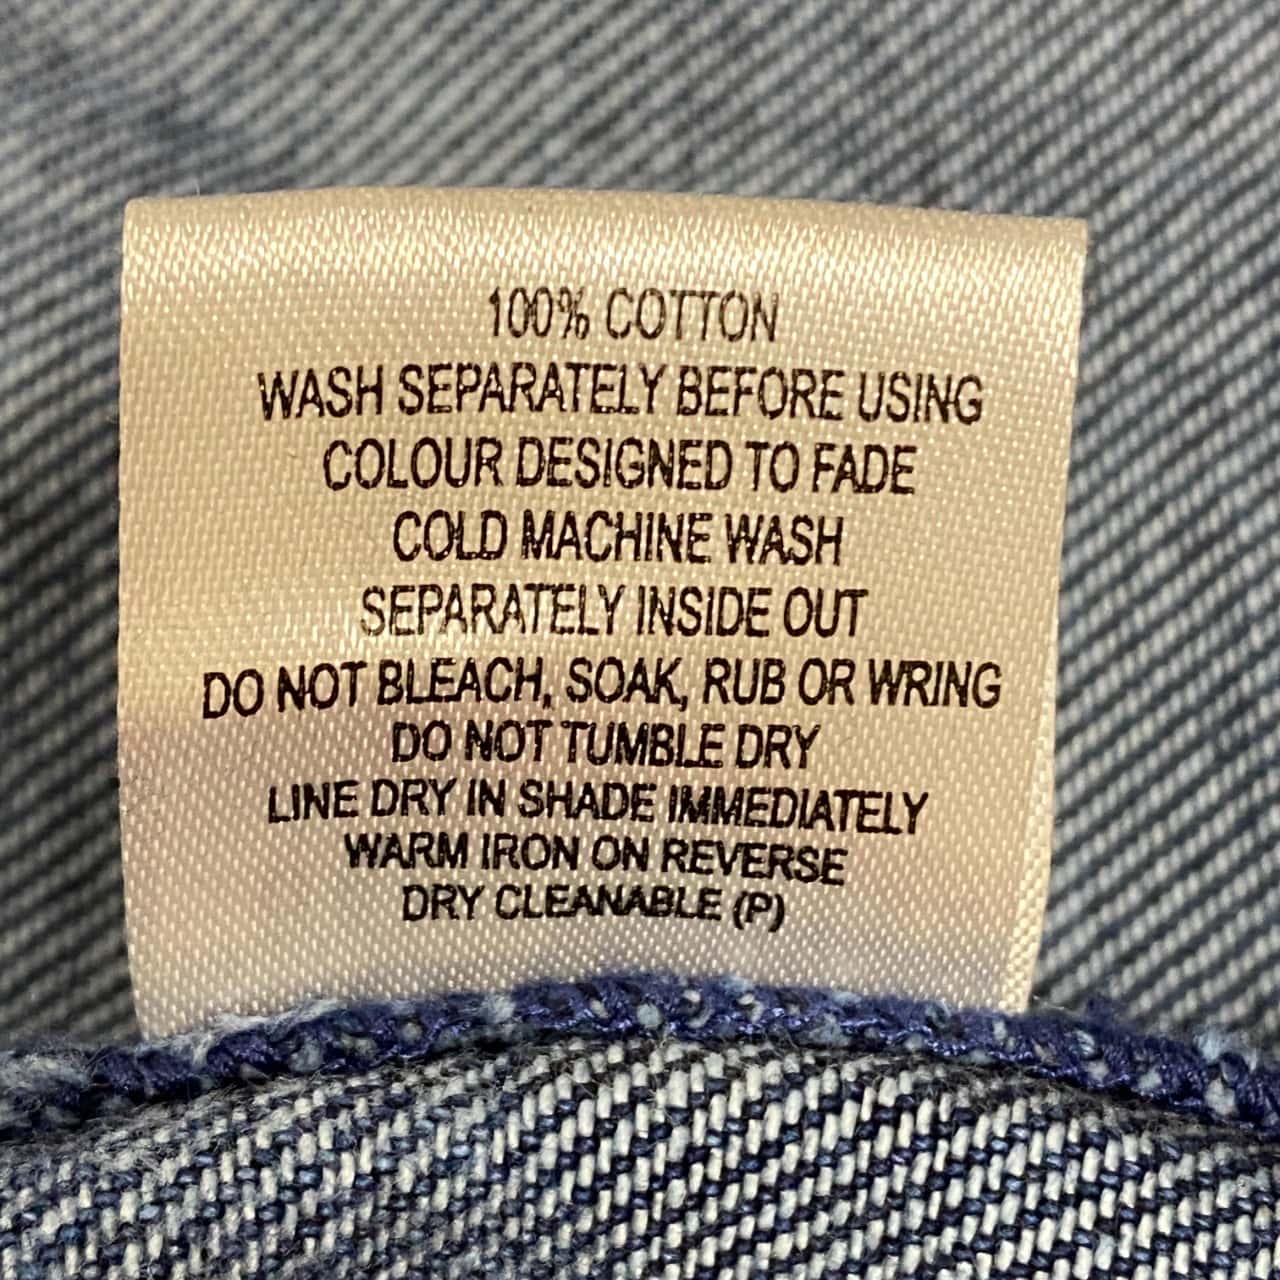 100% COTTON
WASH SEPARATELY BEFORE USING
COLOUR DESIGNED TO FADE
COLD MACHINE WASH
SEPARATELY INSIDE OUT
DO NOT BLEACH, SOAK, RUB OR WRING
DO NOT TUMBLE DRY
LINE DRY IN SHADE IMMEDIATELY
WARM IRON ON REVERSE
DRY CLEANABLE (P)